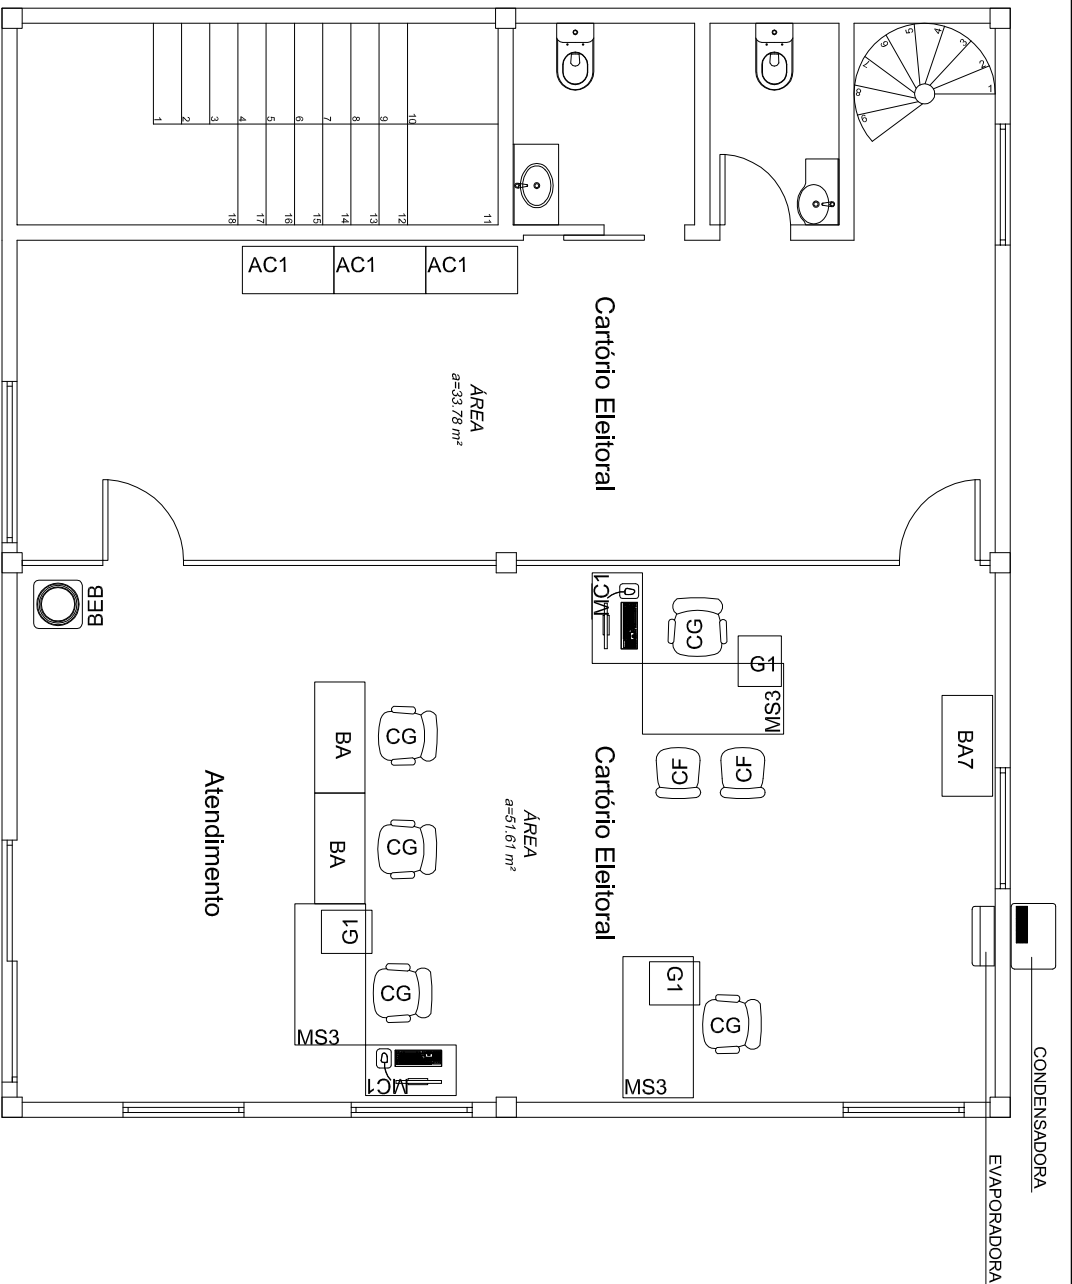 1
2
3
4
5
6
7
8
9
10
11
12
13
14
15
16
17
18
1
2
3
4
5
6
7
8
9
AC1
AC1
AC1
Cartório Eleitoral
ÁREA
a=33.78 m²
BEB
MC1
CG
G1
MS3
CF
CF
BA7
BA
CG
BA
CG
Cartório Eleitoral
ÁREA
a=51.61 m²
Atendimento
G1
CG
MS3
MC1
G1
CG
MS3
CONDENSADORA
EVAPORADORA